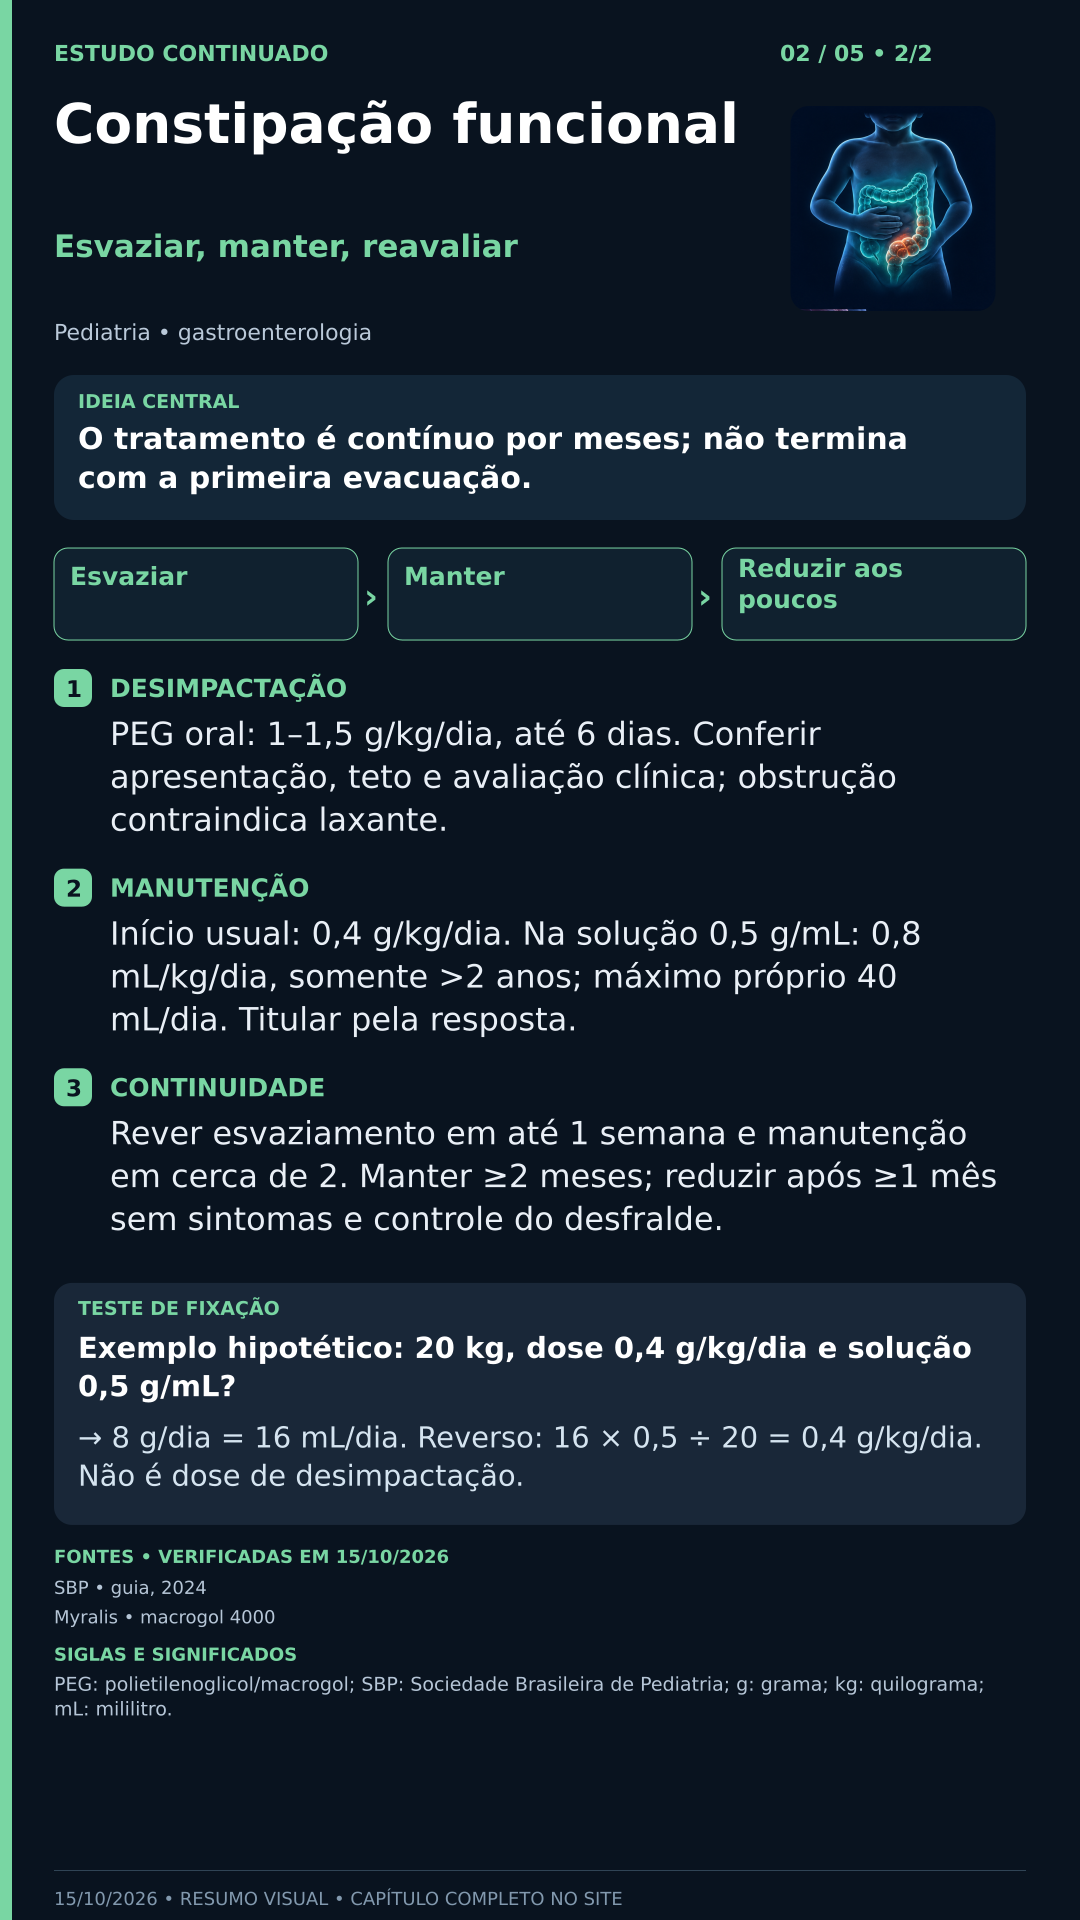 ESTUDO CONTINUADO
02 / 05 • 2/2
Constipação funcional
Esvaziar, manter, reavaliar
Pediatria • gastroenterologia
IDEIA CENTRAL
O tratamento é contínuo por meses; não termina
com a primeira evacuação.
Esvaziar
›
Manter
›
Reduzir aos
poucos
1 DESIMPACTAÇÃO
PEG oral: 1–1,5 g/kg/dia, até 6 dias. Conferir
apresentação, teto e avaliação clínica; obstrução
contraindica laxante.
2 MANUTENÇÃO
Início usual: 0,4 g/kg/dia. Na solução 0,5 g/mL: 0,8
mL/kg/dia, somente >2 anos; máximo próprio 40
mL/dia. Titular pela resposta.
3 CONTINUIDADE
Rever esvaziamento em até 1 semana e manutenção
em cerca de 2. Manter ≥2 meses; reduzir após ≥1 mês
sem sintomas e controle do desfralde.
TESTE DE FIXAÇÃO
Exemplo hipotético: 20 kg, dose 0,4 g/kg/dia e solução
0,5 g/mL?
→ 8 g/dia = 16 mL/dia. Reverso: 16 × 0,5 ÷ 20 = 0,4 g/kg/dia.
Não é dose de desimpactação.
FONTES • VERIFICADAS EM 15/10/2026
SBP • guia, 2024
Myralis • macrogol 4000
SIGLAS E SIGNIFICADOS
PEG: polietilenoglicol/macrogol; SBP: Sociedade Brasileira de Pediatria; g: grama; kg: quilograma;
mL: mililitro.
15/10/2026 • RESUMO VISUAL • CAPÍTULO COMPLETO NO SITE